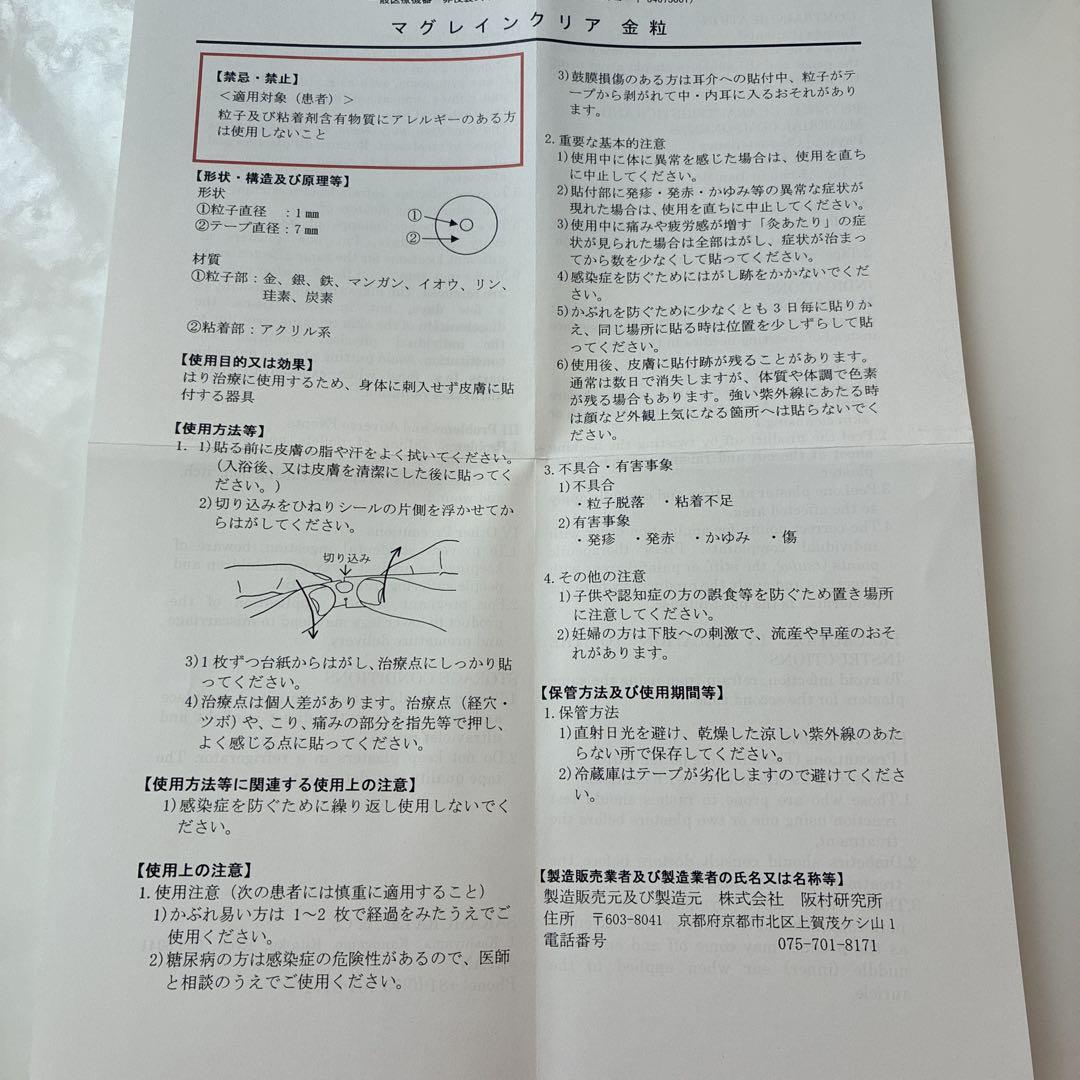 マグレインクリア 金粒
【禁忌・禁止】
＜適用対象（患者）＞
粒子及び粘着剤含有物質にアレルギーのある方
は使用しないこと
【形状・構造及び原理等】
形状
①粒子直径　：1㎜
②テープ直径：7㎜
①
②
材質
①粒子部：金、銀、鉄、マンガン、イオウ、リン、
珪素、炭素
②粘着部：アクリル系
【使用目的又は効果】
はり治療に使用するため、身体に刺入せず皮膚に貼
付する器具
【使用方法等】
1. 1)貼る前に皮膚の脂や汗をよく拭いてください。
（入浴後、又は皮膚を清潔にした後に貼ってく
ださい。）
2)切り込みをひねりシールの片側を浮かせてか
らはがしてください。
切り込み
3)1枚ずつ台紙からはがし、治療点にしっかり貼
ってください。
4)治療点は個人差があります。治療点（経穴・
ツボ）や、こり、痛みの部分を指先等で押し、
よく感じる点に貼ってください。
【使用方法等に関連する使用上の注意】
1)感染症を防ぐために繰り返し使用しないでく
ださい。
【使用上の注意】
1.使用注意（次の患者には慎重に適用すること）
1)かぶれ易い方は 1～2 枚で経過をみたうえでご
使用ください。
2)糖尿病の方は感染症の危険性があるので、医師
と相談のうえでご使用ください。
3)鼓膜損傷のある方は耳介への貼付中、粒子がテ
ープから剥がれて中・内耳に入るおそれがあり
ます。
2.重要な基本的注意
1)使用中に体に異常を感じた場合は、使用を直ち
に中止してください。
2)貼付部に発疹・発赤・かゆみ等の異常な症状が
現れた場合は、使用を直ちに中止してください。
3)使用中に痛みや疲労感が増す「灸あたり」の症
状が見られた場合は全部はがし、症状が治まっ
てから数を少なくして貼ってください。
4)感染症を防ぐためにはがし跡をかかないでくだ
さい。
5)かぶれを防ぐために少なくとも 3 日毎に貼りか
え、同じ場所に貼る時は位置を少しずらして貼
ってください。
6)使用後、皮膚に貼付跡が残ることがあります。
通常は数日で消失しますが、体質や体調で色素
が残る場合もあります。強い紫外線にあたる時
は顔など外観上気になる箇所へは貼らないでく
ださい。
3.不具合・有害事象
1)不具合
・粒子脱落　・粘着不足
2)有害事象
・発疹　・発赤　・かゆみ　・傷
4.その他の注意
1)子供や認知症の方の誤食等を防ぐため置き場所
に注意してください。
2)妊婦の方は下肢への刺激で、流産や早産のおそ
れがあります。
【保管方法及び使用期間等】
1.保管方法
1)直射日光を避け、乾燥した涼しい紫外線のあた
らない所で保存してください。
2)冷蔵庫はテープが劣化しますので避けてくださ
い。
【製造販売業者及び製造業者の氏名又は名称等】
製造販売元及び製造元　株式会社　阪村研究所
住所　〒603-8041　京都府京都市北区上賀茂ケシ山1
電話番号　075-701-8171